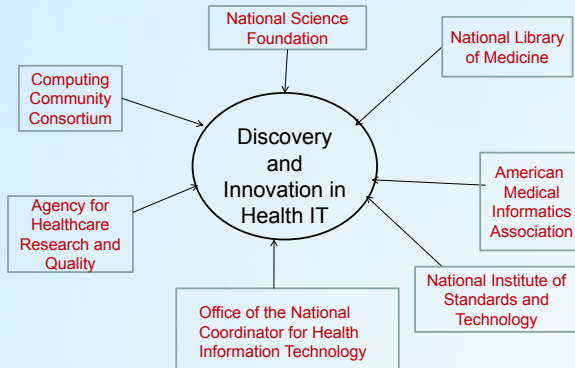 National Science
Foundation
National Library
of Medicine
Computing
Community
Consortium
Discovery
and
Innovation in
Health IT
American
Medical
Informatics
Association
Agency for
Healthcare
Research and
Quality
National Institute of
Standards and
Technology
Office of the National
Coordinator for Health
Information Technology